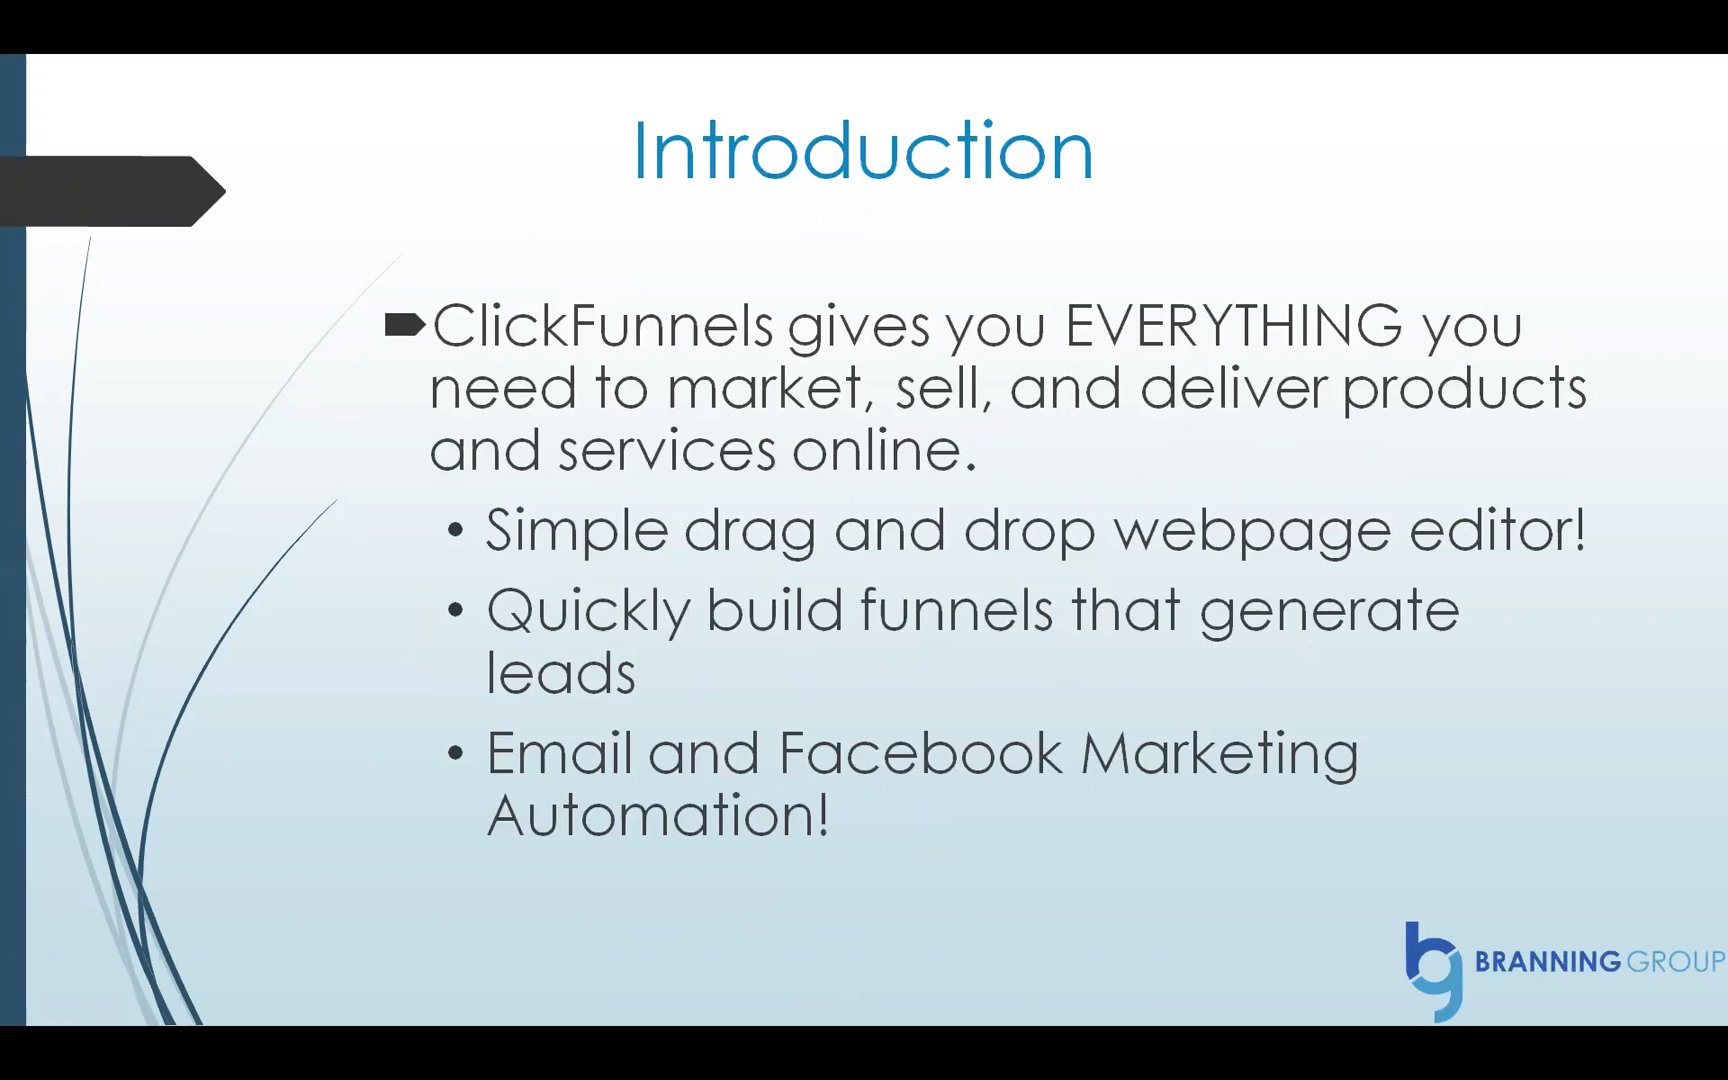 Introduction
ClickFunnels gives you EVERYTHING you
need to market, sell, and deliver products
and services online.
• Simple drag and drop webpage editor!
• Quickly build funnels that generate
leads
• Email and Facebook Marketing
Automation!
bg BRANNING GROUP